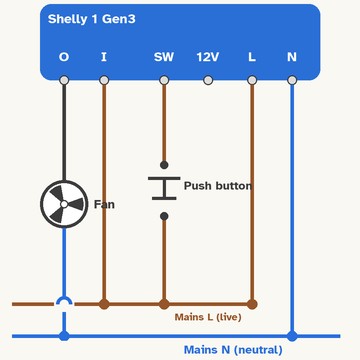 Shelly 1 Gen3
O I SW 12V L N
Push button
Fan
Mains L (live)
Mains N (neutral)